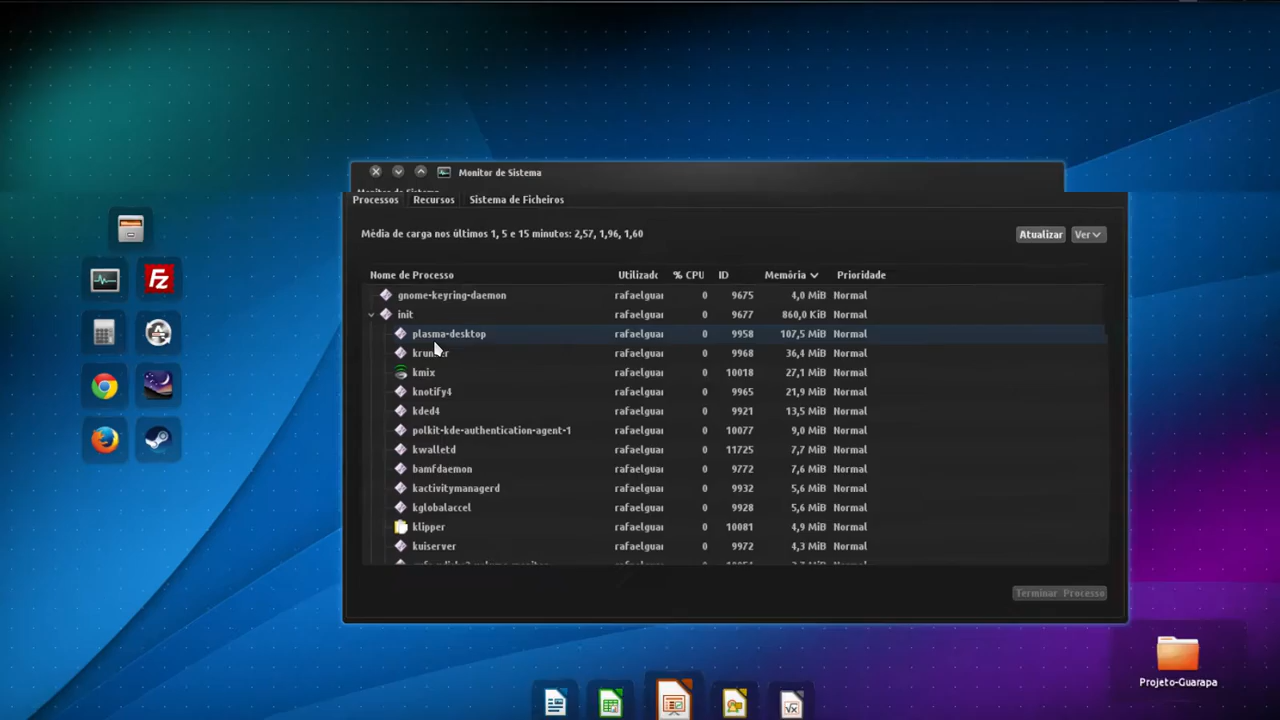 Monitor de Sistema
Monitor de Sistema
Processos Recursos Sistema de Ficheiros
Média de carga nos últimos 1, 5 e 15 minutos: 2,57, 1,96, 1,60
Atualizar Ver
Nome de Processo Utilizado % CPU ID Memória Prioridade
gnome-keyring-daemon rafaelguar 0 9675 4,0 MiB Normal
init rafaelguar 0 9677 860,0 KiB Normal
plasma-desktop rafaelguar 0 9958 107,5 MiB Normal
krunner rafaelguar 0 9968 36,4 MiB Normal
kmix rafaelguar 0 10018 27,1 MiB Normal
knotify4 rafaelguar 0 9965 21,9 MiB Normal
kded4 rafaelguar 0 9921 13,5 MiB Normal
polkit-kde-authentication-agent-1 rafaelguar 0 10077 9,0 MiB Normal
kwalletd rafaelguar 0 11725 7,7 MiB Normal
bamfdaemon rafaelguar 0 9772 7,6 MiB Normal
kactivitymanagerd rafaelguar 0 9932 5,6 MiB Normal
kglobalaccel rafaelguar 0 9928 5,6 MiB Normal
klipper rafaelguar 0 10081 4,9 MiB Normal
kuiserver rafaelguar 0 9972 4,3 MiB Normal
Terminar Processo
Projeto-Guarapa
FZ